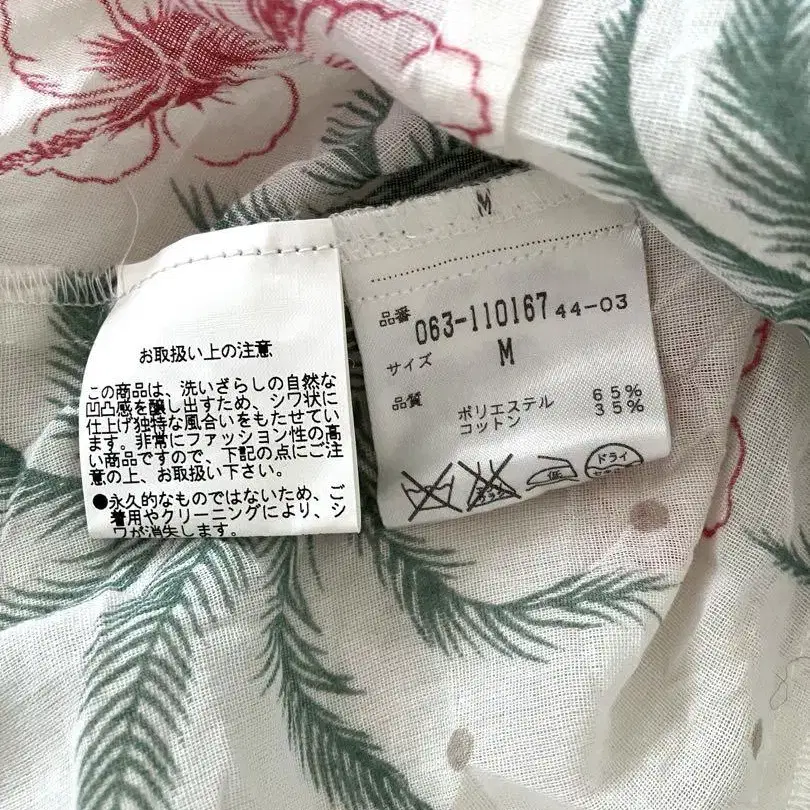 お取扱い上の注意
この商品は、洗いざらしの自然な
凹凸感を醸し出すため、シワ状に
仕上げ独特な風合いをもたせてい
ます。非常にファッション性の高
い商品ですので、下記の点にご注
意の上、お取扱い下さい。
●永久的なものではないため、ご
着用やクリーニングにより、シ
ワが消失します。
M
品番 063-110167 44-03
サイズ M
品質
ポリエステル 65%
コットン 35%
低
ドライ